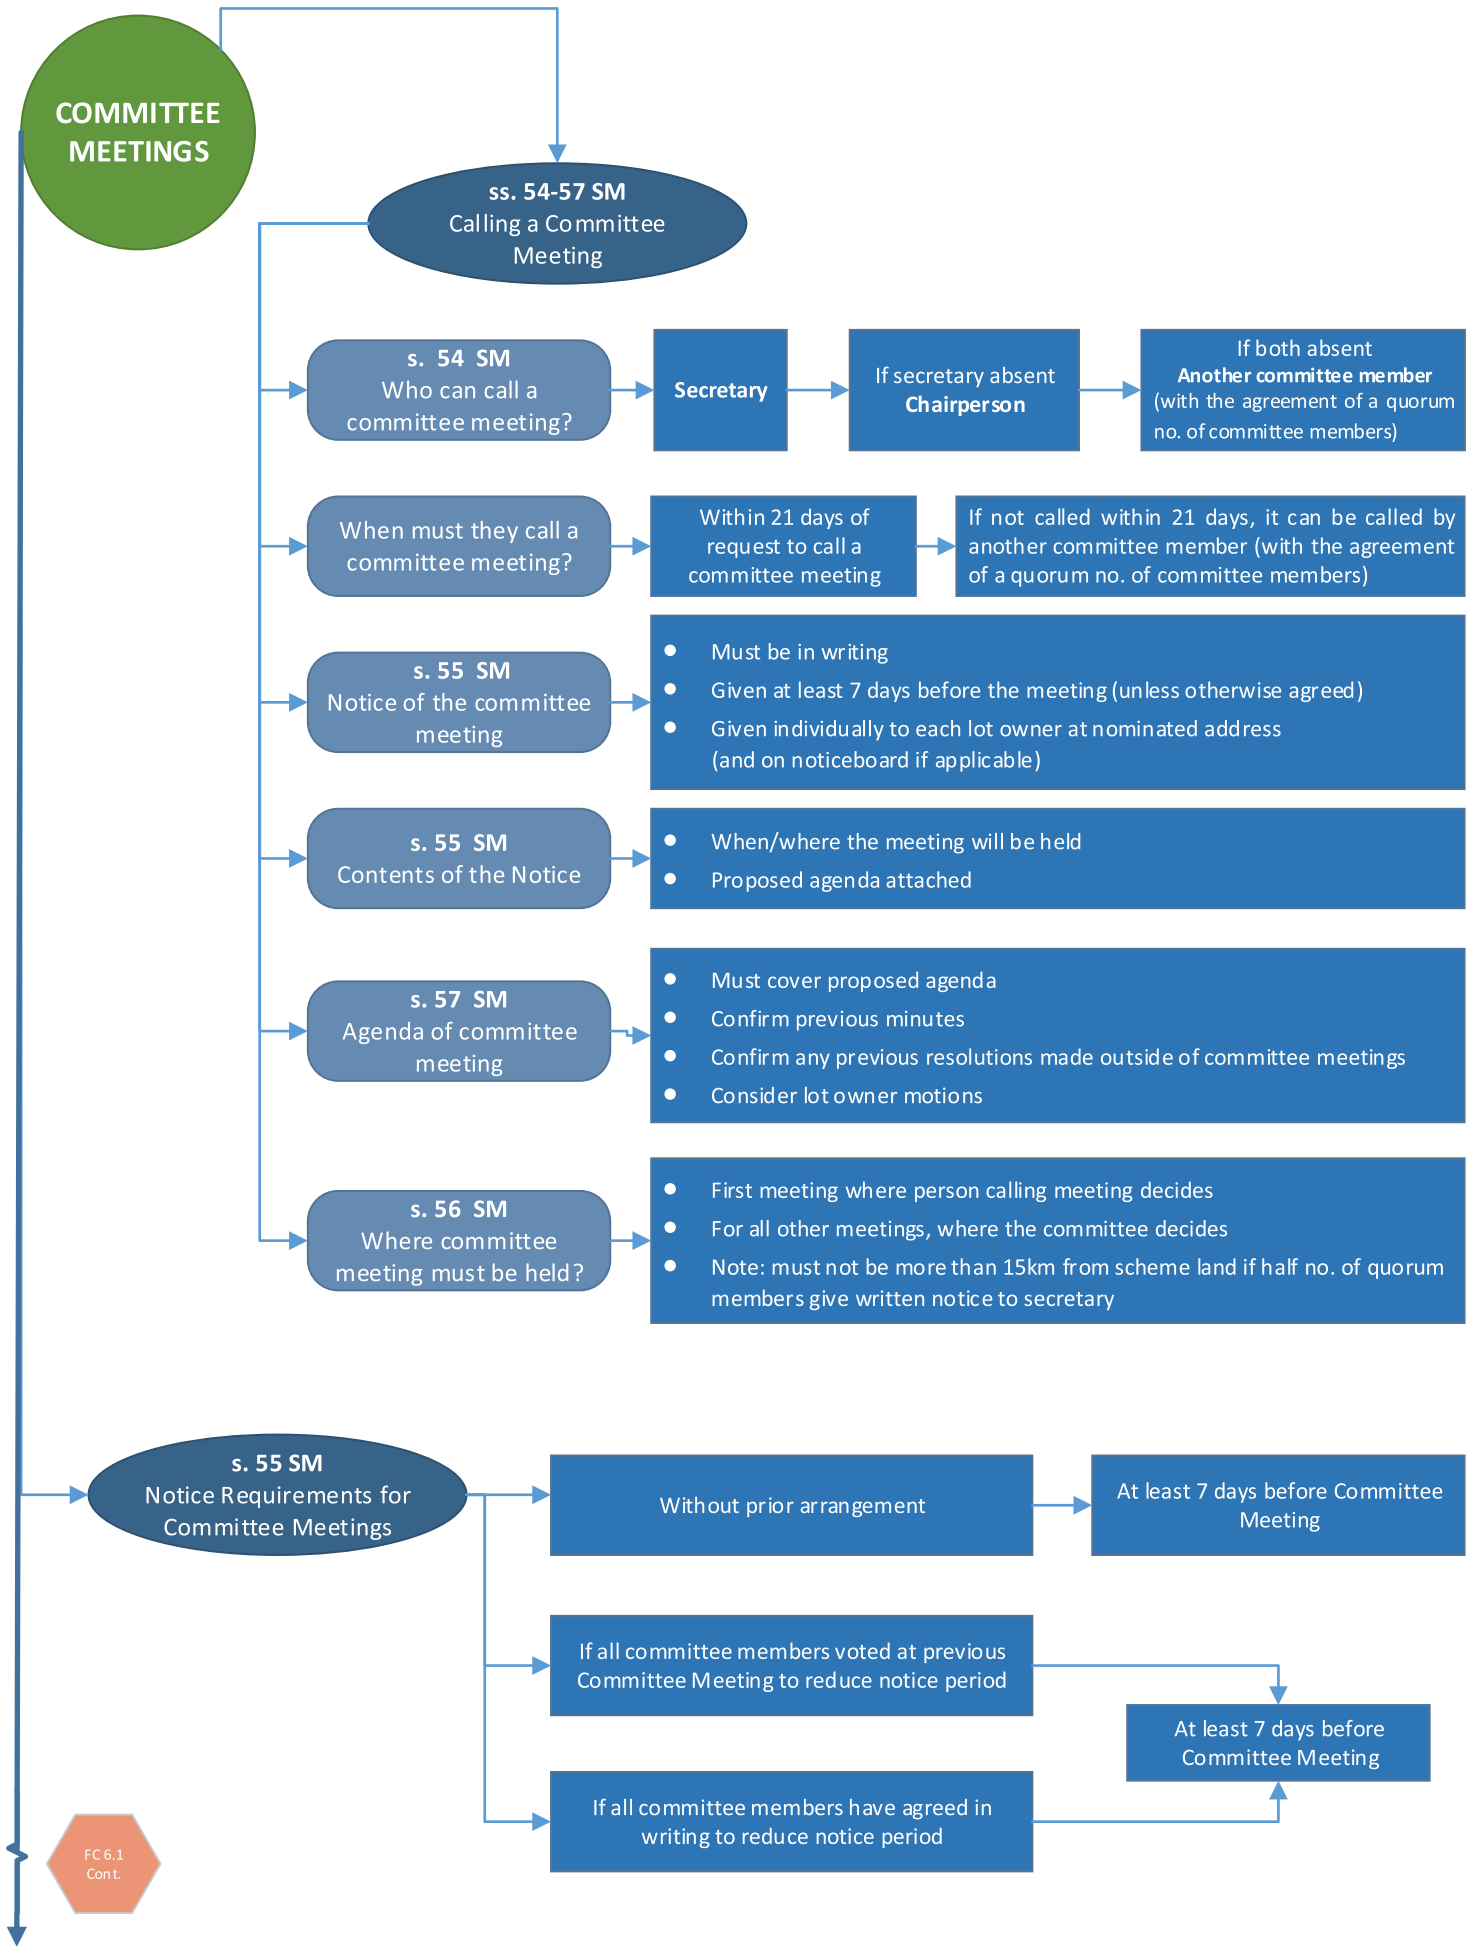 COMMITTEE
MEETINGS
ss. 54-57 SM
Calling a Committee
Meeting
s. 54 SM
Who can call a
committee meeting?
Secretary
If secretary absent
Chairperson
If both absent
Another committee member
(with the agreement of a quorum
no. of committee members)
When must they call a
committee meeting?
Within 21 days of
request to call a
committee meeting
If not called within 21 days, it can be called by
another committee member (with the agreement
of a quorum no. of committee members)
s. 55 SM
Notice of the committee
meeting
● Must be in writing
● Given at least 7 days before the meeting (unless otherwise agreed)
● Given individually to each lot owner at nominated address
(and on noticeboard if applicable)
s. 55 SM
Contents of the Notice
● When/where the meeting will be held
● Proposed agenda attached
s. 57 SM
Agenda of committee
meeting
● Must cover proposed agenda
● Confirm previous minutes
● Confirm any previous resolutions made outside of committee meetings
● Consider lot owner motions
s. 56 SM
Where committee
meeting must be held?
● First meeting where person calling meeting decides
● For all other meetings, where the committee decides
● Note: must not be more than 15km from scheme land if half no. of quorum
members give written notice to secretary
s. 55 SM
Notice Requirements for
Committee Meetings
Without prior arrangement
At least 7 days before Committee
Meeting
If all committee members voted at previous
Committee Meeting to reduce notice period
At least 7 days before
Committee Meeting
If all committee members have agreed in
writing to reduce notice period
FC 6.1
Cont.